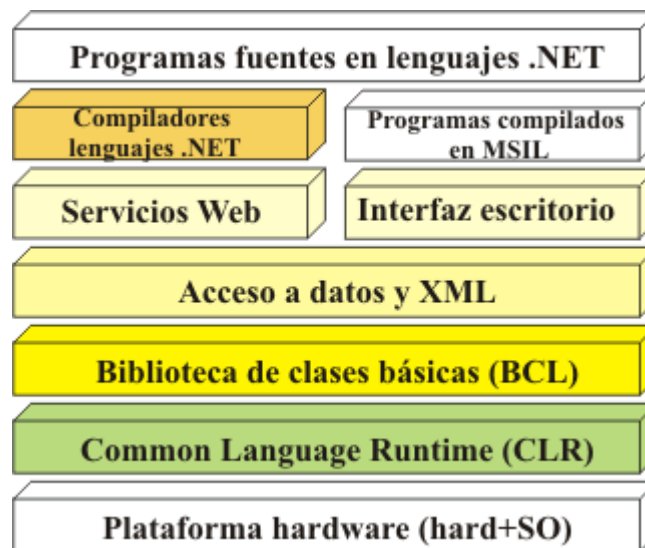 Programas fuentes en lenguajes .NET
Compiladores
lenguajes .NET
Programas compilados
en MSIL
Servicios Web
Interfaz escritorio
Acceso a datos y XML
Biblioteca de clases básicas (BCL)
Common Language Runtime (CLR)
Plataforma hardware (hard+SO)